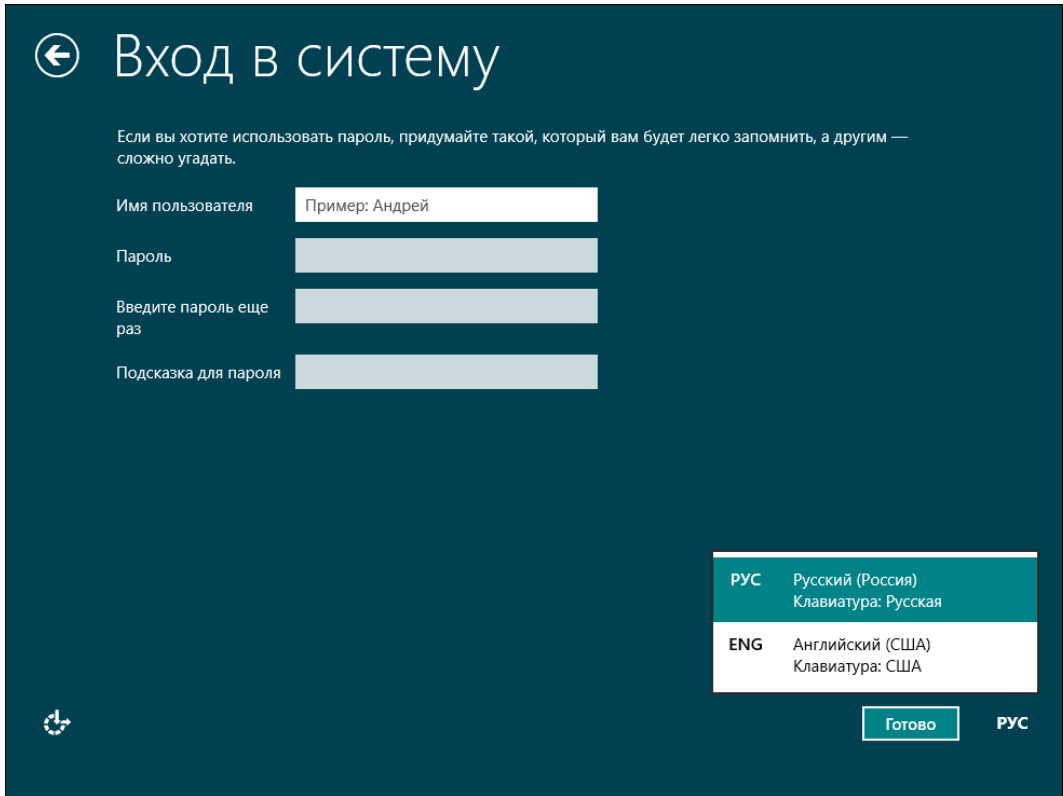 Вход в систему
Если вы хотите использовать пароль, придумайте такой, который вам будет легко запомнить, а другим —
сложно угадать.
Имя пользователя
Пример: Андрей
Пароль
Введите пароль еще
раз
Подсказка для пароля
РУС
Русский (Россия)
Клавиатура: Русская
ENG
Английский (США)
Клавиатура: США
Готово
РУС